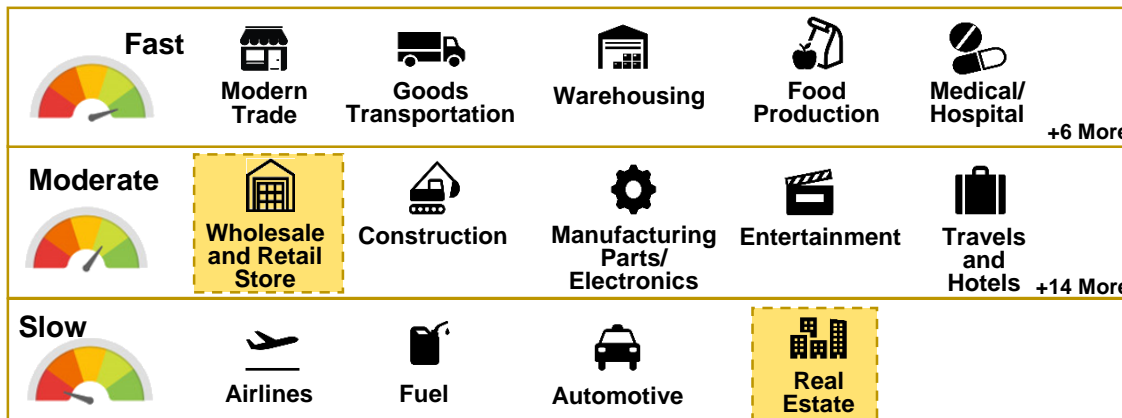 Fast
Modern
Trade
Goods
Transportation
Warehousing
Food
Production
Medical/
Hospital
+6 More
Moderate
Wholesale
and Retail
Store
Construction
Manufacturing
Parts/
Electronics
Entertainment
Travels
and
Hotels
+14 More
Slow
Airlines
Fuel
Automotive
Real
Estate